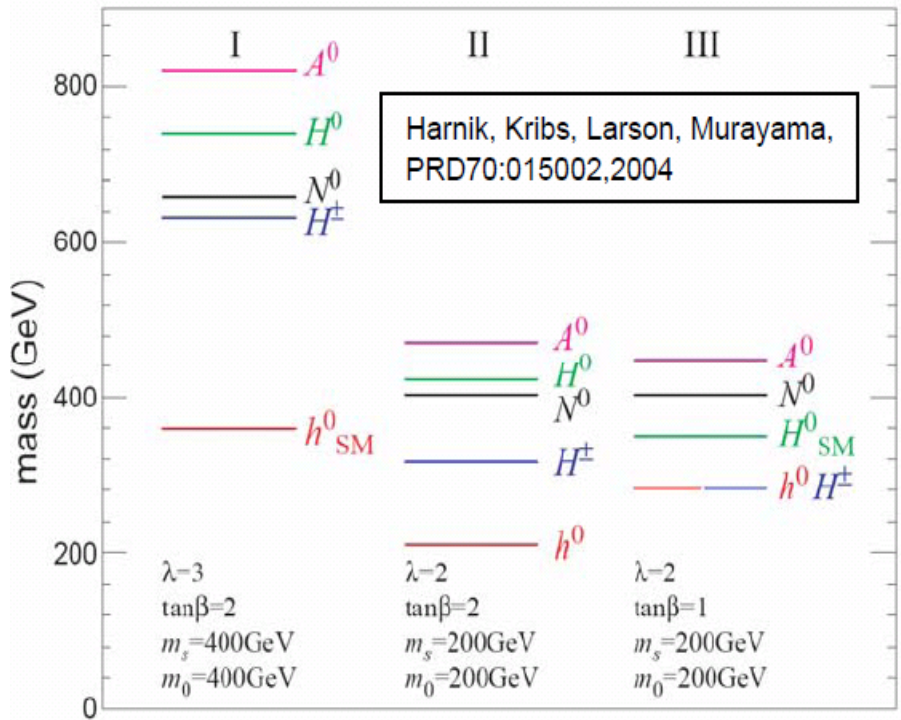 I II III
Harnik, Kribs, Larson, Murayama,
PRD70:015002,2004
mass (GeV)
800
600
400
200
0
A⁰
H⁰
N⁰
H±
h⁰SM
λ=3
tanβ=2
mₛ=400GeV
m₀=400GeV
A⁰
H⁰
N⁰
H±
h⁰
λ=2
tanβ=2
mₛ=200GeV
m₀=200GeV
A⁰
N⁰
H⁰SM
h⁰ H±
λ=2
tanβ=1
mₛ=200GeV
m₀=200GeV